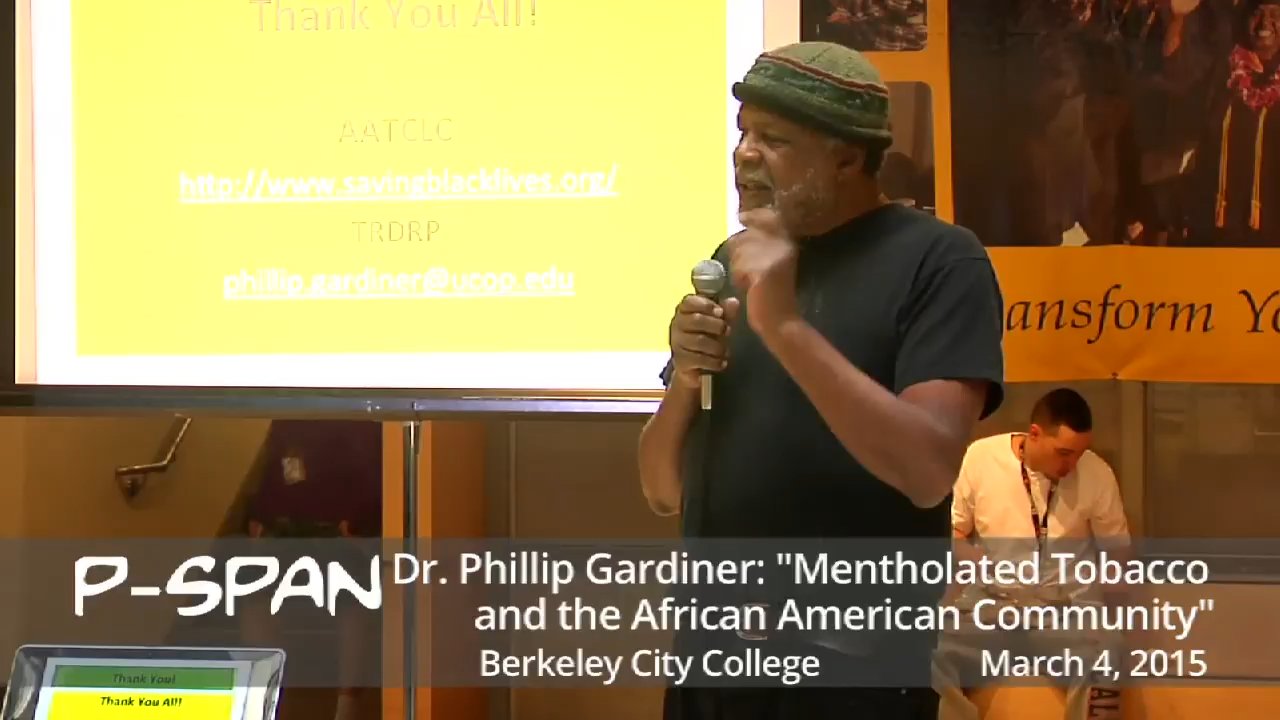 Thank You All!
AATCLC
http://www.savingblacklives.org/
TRDRP
phillip.gardiner@ucop.edu
ansform Yo
P-SPAN
Dr. Phillip Gardiner: "Mentholated Tobacco
and the African American Community"
Berkeley City College
March 4, 2015
Thank You!
Thank You All!
AL